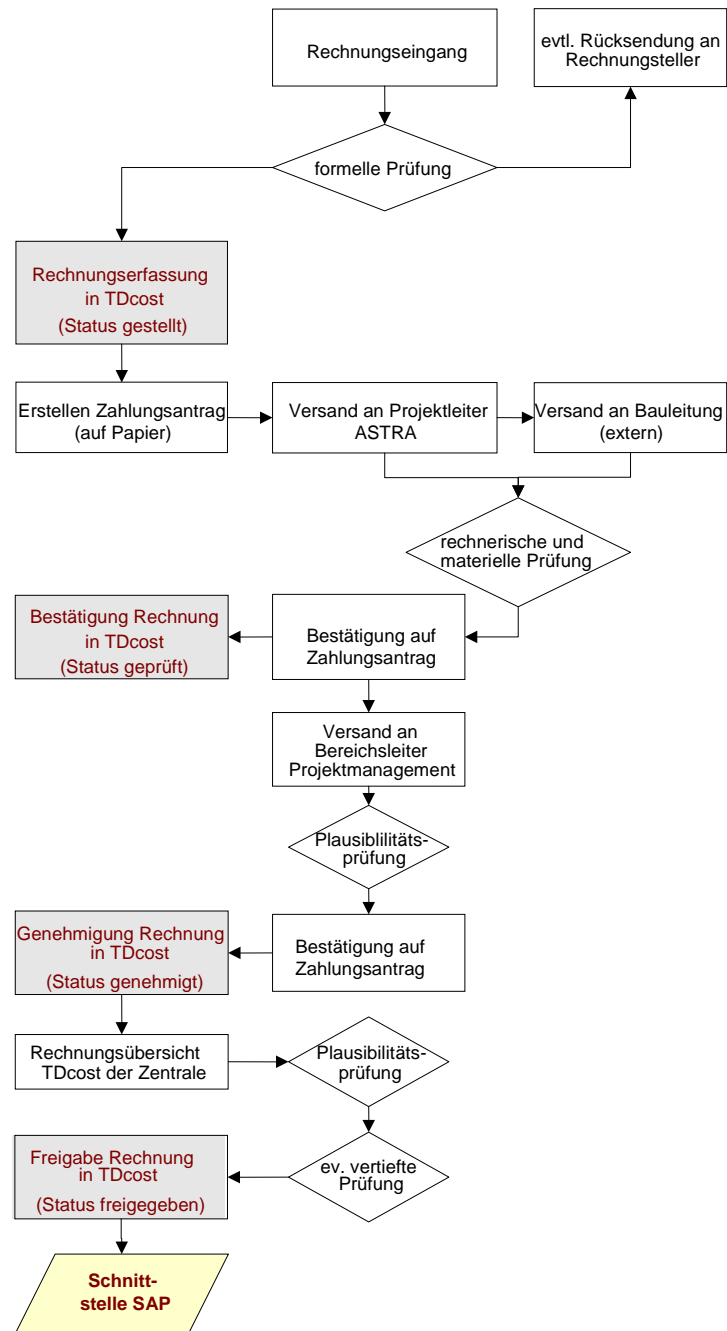 Rechnungseingang
evtl. Rücksendung an
Rechnungsteller
formelle Prüfung
Rechnungserfassung
in TDcost
(Status gestellt)
Erstellen Zahlungsantrag
(auf Papier)
Versand an Projektleiter
ASTRA
Versand an Bauleitung
(extern)
rechnerische und
materielle Prüfung
Bestätigung Rechnung
in TDcost
(Status geprüft)
Bestätigung auf
Zahlungsantrag
Versand an
Bereichsleiter
Projektmanagement
Plausiblilitäts-
prüfung
Genehmigung Rechnung
in TDcost
(Status genehmigt)
Bestätigung auf
Zahlungsantrag
Rechnungsübersicht
TDcost der Zentrale
Plausibilitäts-
prüfung
Freigabe Rechnung
in TDcost
(Status freigegeben)
ev. vertiefte
Prüfung
Schnitt-
stelle SAP